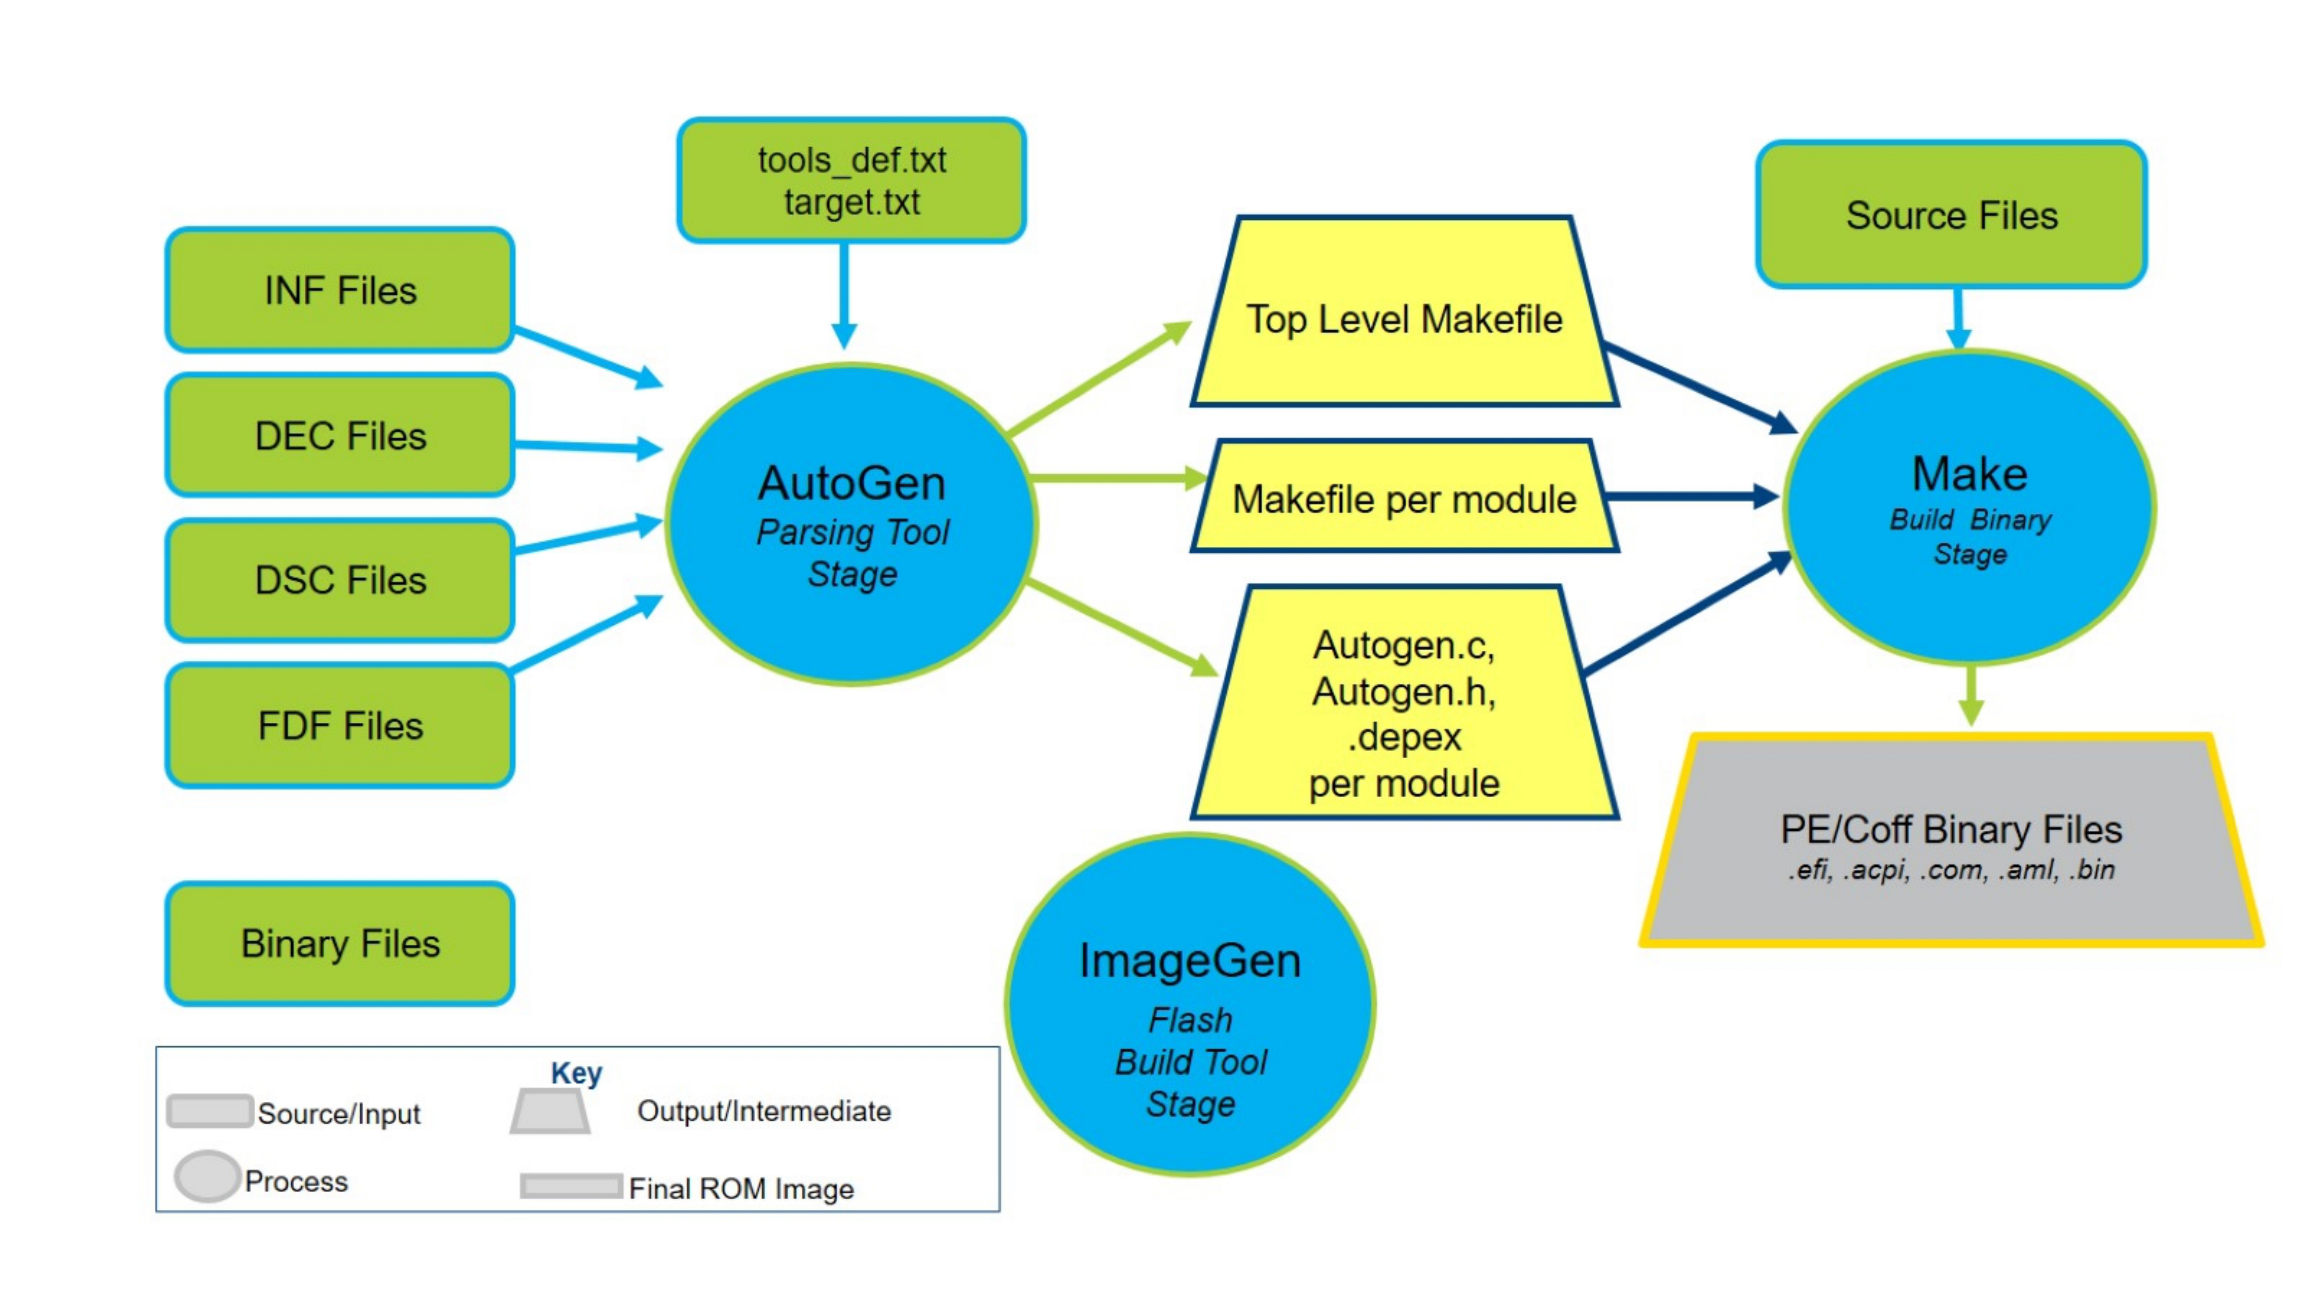 tools_def.txt
target.txt
INF Files
DEC Files
DSC Files
FDF Files
Binary Files
AutoGen
Parsing Tool
Stage
Top Level Makefile
Makefile per module
Autogen.c,
Autogen.h,
.depex
per module
Source Files
Make
Build Binary
Stage
PE/Coff Binary Files
.efi, .acpi, .com, .aml, .bin
ImageGen
Flash
Build Tool
Stage
Key
Source/Input
Output/Intermediate
Process
Final ROM Image